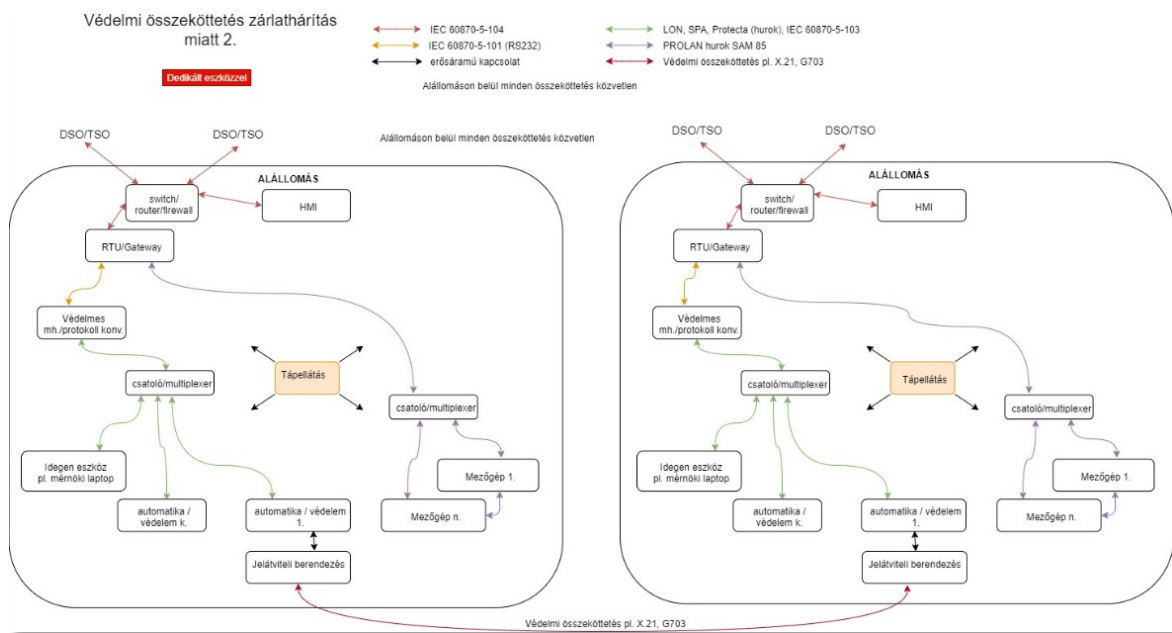 Védelmi összeköttetés zárlathárítás
miatt 2.
Dedikált eszközzel
IEC 60870-5-104
IEC 60870-5-101 (RS232)
erősáramú kapcsolat
LON, SPA, Protecta (hurok), IEC 60870-5-103
PROLAN hurok SAM 85
Védelmi összeköttetés pl. X.21, G703
Alállomáson belül minden összeköttetés közvetlen
Alállomáson belül minden összeköttetés közvetlen
DSO/TSO
DSO/TSO
ALÁLLOMÁS
switch/
router/firewall
HMI
RTU/Gateway
Védelmes
mh./protokoll konv.
Tápellátás
csatoló/multiplexer
csatoló/multiplexer
Idegen eszköz
pl. mérnöki laptop
Mezőgép 1.
automatika /
védelem k.
automatika / védelem
1.
Mezőgép n.
Jelátviteli berendezés
DSO/TSO
DSO/TSO
ALÁLLOMÁS
switch/
router/firewall
HMI
RTU/Gateway
Védelmes
mh./protokoll konv.
Tápellátás
csatoló/multiplexer
csatoló/multiplexer
Idegen eszköz
pl. mérnöki laptop
Mezőgép 1.
automatika /
védelem k.
automatika / védelem
1.
Mezőgép n.
Jelátviteli berendezés
Védelmi összeköttetés pl. X.21, G703